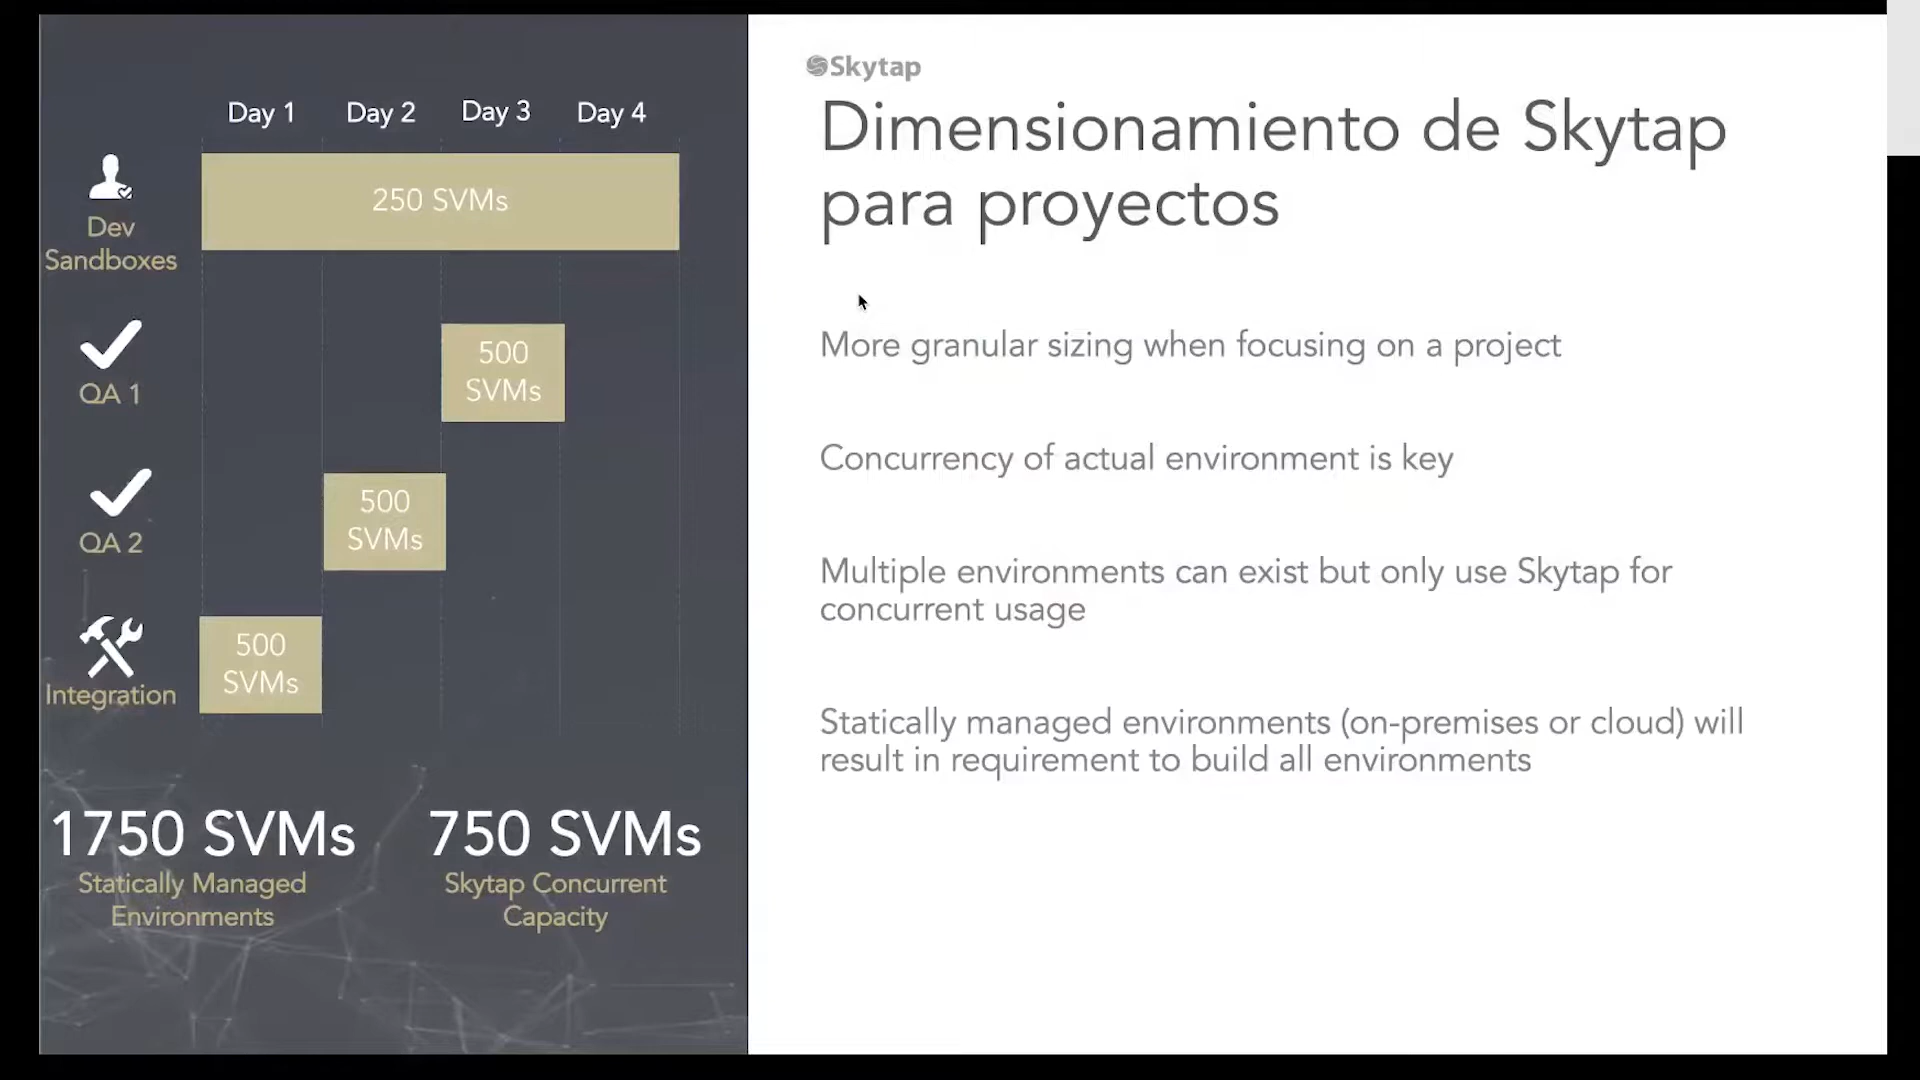 Day 1 Day 2 Day 3 Day 4
Dev
Sandboxes
250 SVMs
QA 1
500
SVMs
QA 2
500
SVMs
Integration
500
SVMs
1750 SVMs
Statically Managed
Environments
750 SVMs
Skytap Concurrent
Capacity
Skytap
Dimensionamiento de Skytap
para proyectos
More granular sizing when focusing on a project
Concurrency of actual environment is key
Multiple environments can exist but only use Skytap for
concurrent usage
Statically managed environments (on-premises or cloud) will
result in requirement to build all environments